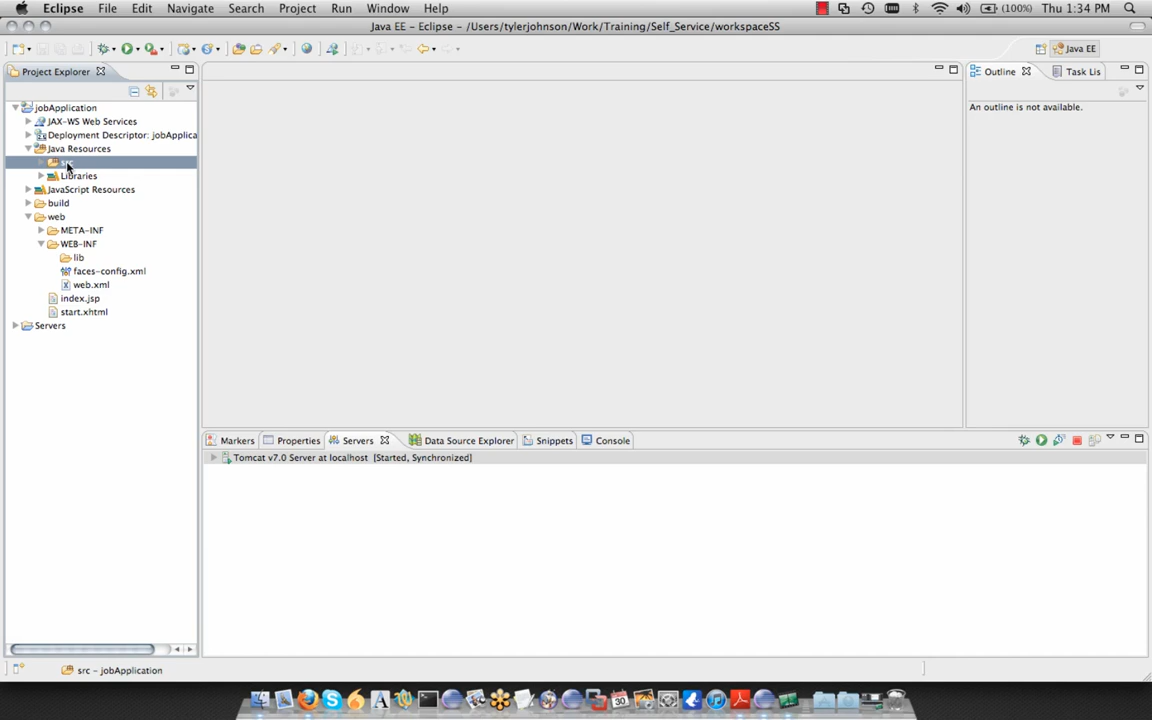 Eclipse File Edit Navigate Search Project Run Window Help (100%) Thu 1:34 PM
Java EE - Eclipse - /Users/tylerjohnson/Work/Training/Self_Service/workspaceSS
Java EE
Project Explorer
Outline Task Lis
jobApplication
An outline is not available.
JAX-WS Web Services
Deployment Descriptor: jobApplica
Java Resources
src
Libraries
JavaScript Resources
build
web
META-INF
WEB-INF
lib
faces-config.xml
web.xml
index.jsp
start.xhtml
Servers
Markers Properties Servers Data Source Explorer Snippets Console
Tomcat v7.0 Server at localhost [Started, Synchronized]
src - jobApplication